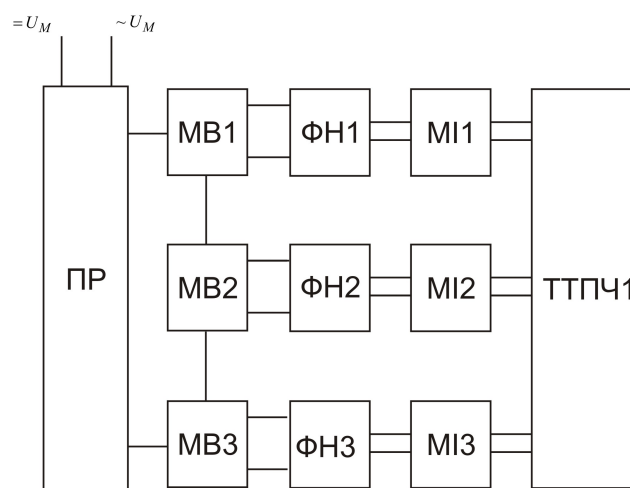 =U_M ~U_M
МВ1 ФН1 МІ1
ПР МВ2 ФН2 МІ2 ТТПЧ1
МВ3 ФН3 МІ3